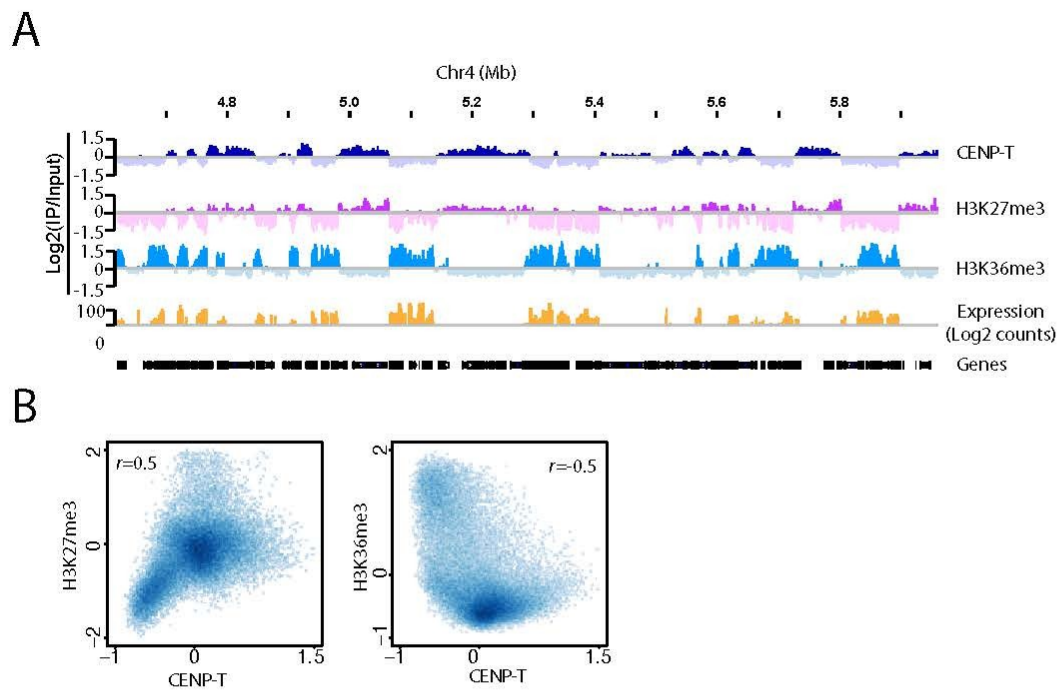 A
Chr4 (Mb)
4.8 5.0 5.2 5.4 5.6 5.8
Log2(IP/Input)
1.5
0
-1.5
CENP-T
1.5
0
-1.5
H3K27me3
1.5
0
-1.5
H3K36me3
100
0
Expression
(Log2 counts)
Genes
B
r=0.5
H3K27me3
2
0
−2
−1 0 1.5
CENP-T
r=-0.5
H3K36me3
2
0
−1
−1 0 1.5
CENP-T